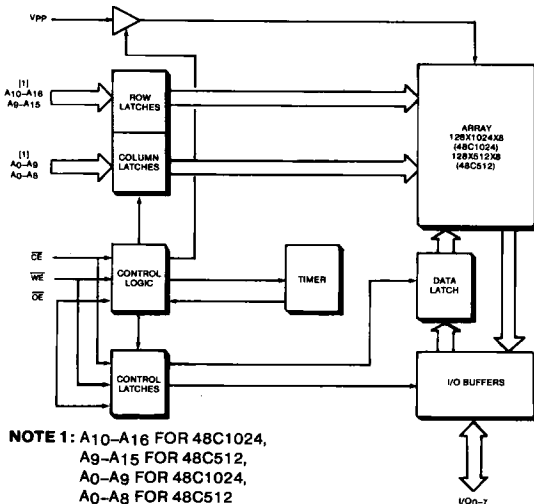 VPP
[1]
A10–A16
A9–A15
ROW
LATCHES
ARRAY
128X1024X8
(48C1024)
128X512X8
(48C512)
[1]
A0–A9
A0–A8
COLUMN
LATCHES
CE
WE
OE
CONTROL
LOGIC
TIMER
DATA
LATCH
CONTROL
LATCHES
I/O BUFFERS
I/O0–7
NOTE 1: A10–A16 FOR 48C1024,
A9–A15 FOR 48C512,
A0–A9 FOR 48C1024,
A0–A8 FOR 48C512